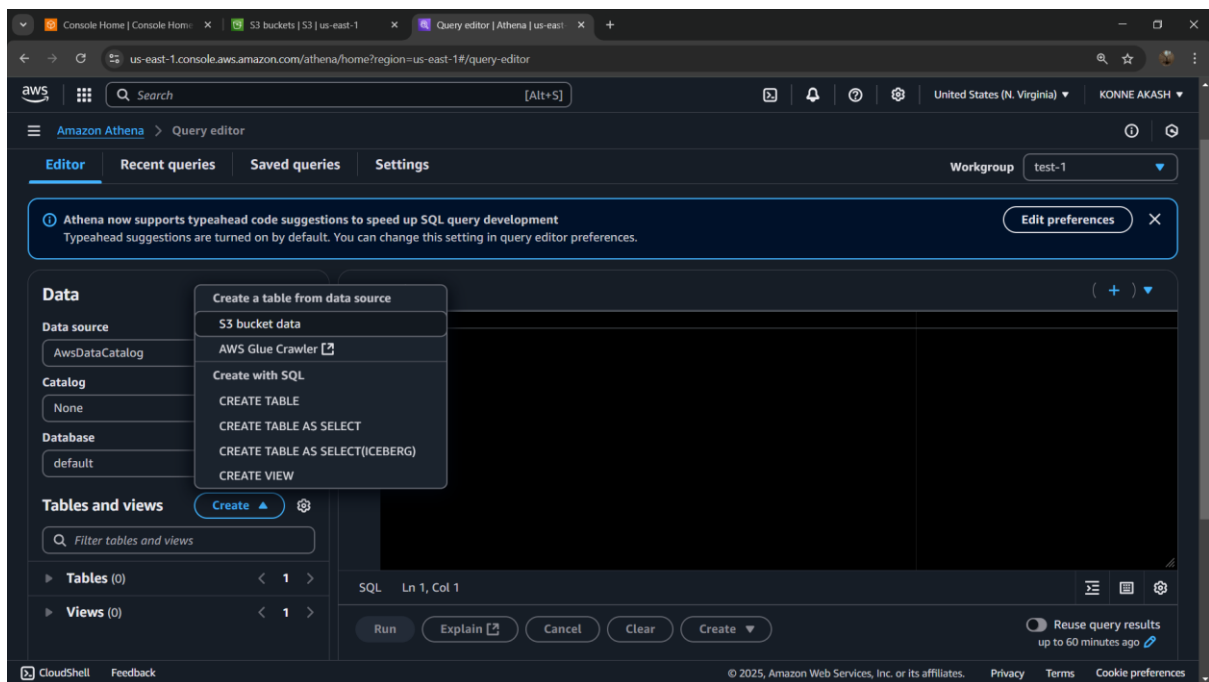 Console Home | Console Home
S3 buckets | S3 | us-east-1
Query editor | Athena | us-east-
us-east-1.console.aws.amazon.com/athena/home?region=us-east-1#/query-editor
aws
Search
[Alt+S]
United States (N. Virginia)
KONNE AKASH
Amazon Athena > Query editor
Editor
Recent queries
Saved queries
Settings
Workgroup
test-1
Athena now supports typeahead code suggestions to speed up SQL query development
Typeahead suggestions are turned on by default. You can change this setting in query editor preferences.
Edit preferences
Data
Data source
AwsDataCatalog
Catalog
None
Database
default
Create a table from data source
S3 bucket data
AWS Glue Crawler
Create with SQL
CREATE TABLE
CREATE TABLE AS SELECT
CREATE TABLE AS SELECT(ICEBERG)
CREATE VIEW
Tables and views
Create
Filter tables and views
Tables (0)
< 1 >
Views (0)
< 1 >
SQL
Ln 1, Col 1
Run
Explain
Cancel
Clear
Create
Reuse query results
up to 60 minutes ago
CloudShell
Feedback
© 2025, Amazon Web Services, Inc. or its affiliates.
Privacy
Terms
Cookie preferences